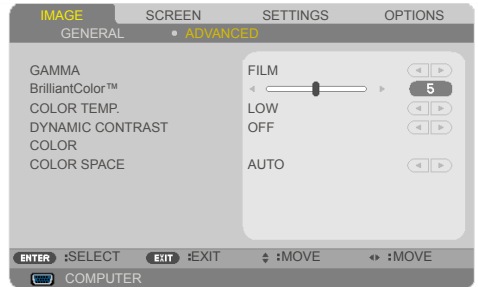 IMAGE SCREEN SETTINGS OPTIONS
GENERAL • ADVANCED
GAMMA FILM
BrilliantColor™ 5
COLOR TEMP. LOW
DYNAMIC CONTRAST OFF
COLOR
COLOR SPACE AUTO
ENTER :SELECT EXIT :EXIT :MOVE :MOVE
COMPUTER